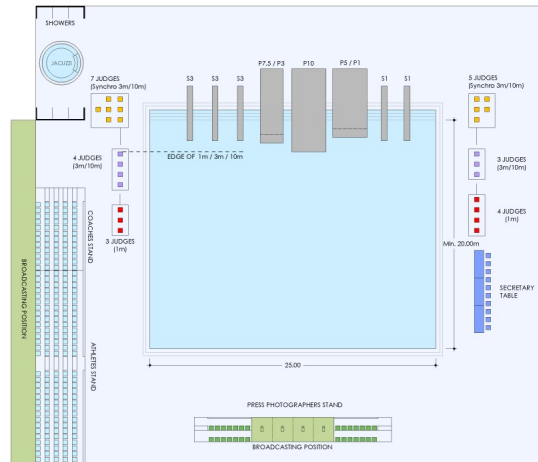 SHOWERS
JACUZZI
7 JUDGES
(Synchro 3m/10m)
S3
S3
S3
P7,5 / P3
P10
P5 / P1
S1
S1
5 JUDGES
(Synchro 3m/10m)
4 JUDGES
(3m/10m)
EDGE OF 1m / 3m / 10m
3 JUDGES
(3m/10m)
3 JUDGES
(1m)
4 JUDGES
(1m)
Min. 20.00m
COACHES STAND
BROADCASTING POSITION
SECRETARY
TABLE
ATHLETES STAND
25.00
PRESS PHOTOGRAPHERS STAND
BROADCASTING POSITION